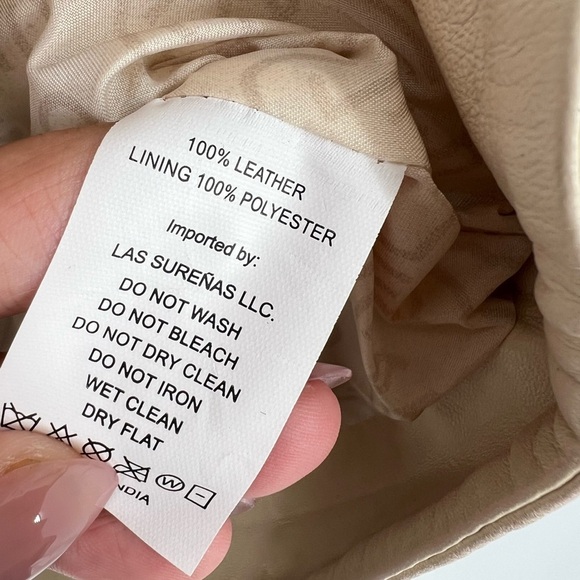 100% LEATHER
LINING 100% POLYESTER
Imported by:
LAS SUREÑAS LLC.
DO NOT WASH
DO NOT BLEACH
DO NOT DRY CLEAN
DO NOT IRON
WET CLEAN
DRY FLAT
W